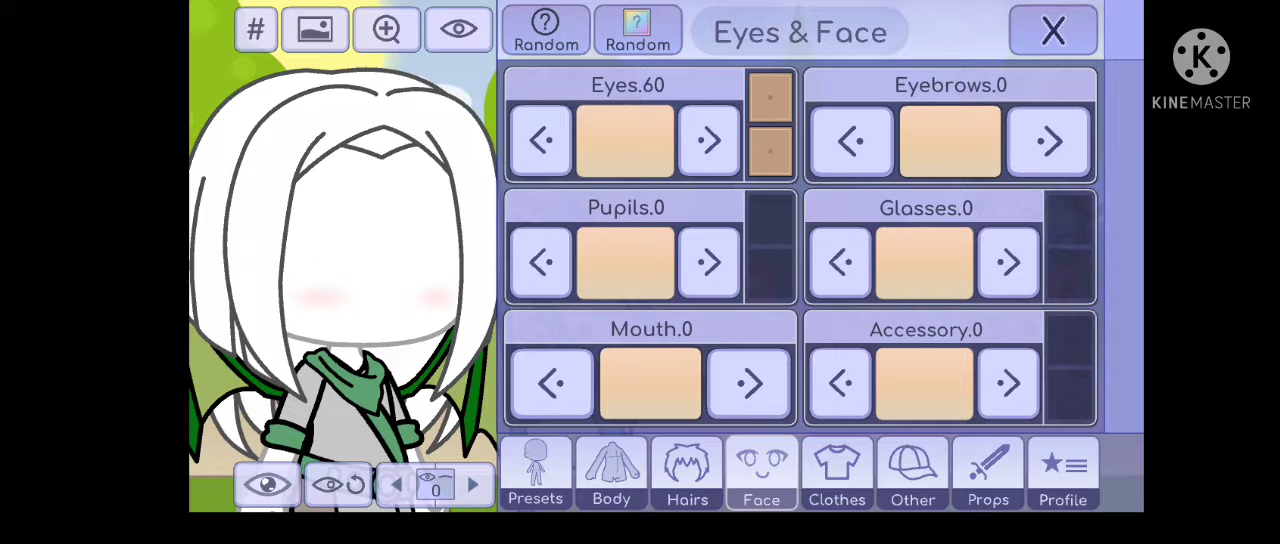 #
? Random
? Random
Eyes & Face
X
K
KINEMASTER
Eyes.60
Eyebrows.0
Pupils.0
Glasses.0
Mouth.0
Accessory.0
0
Presets
Body
Hairs
Face
Clothes
Other
Props
Profile